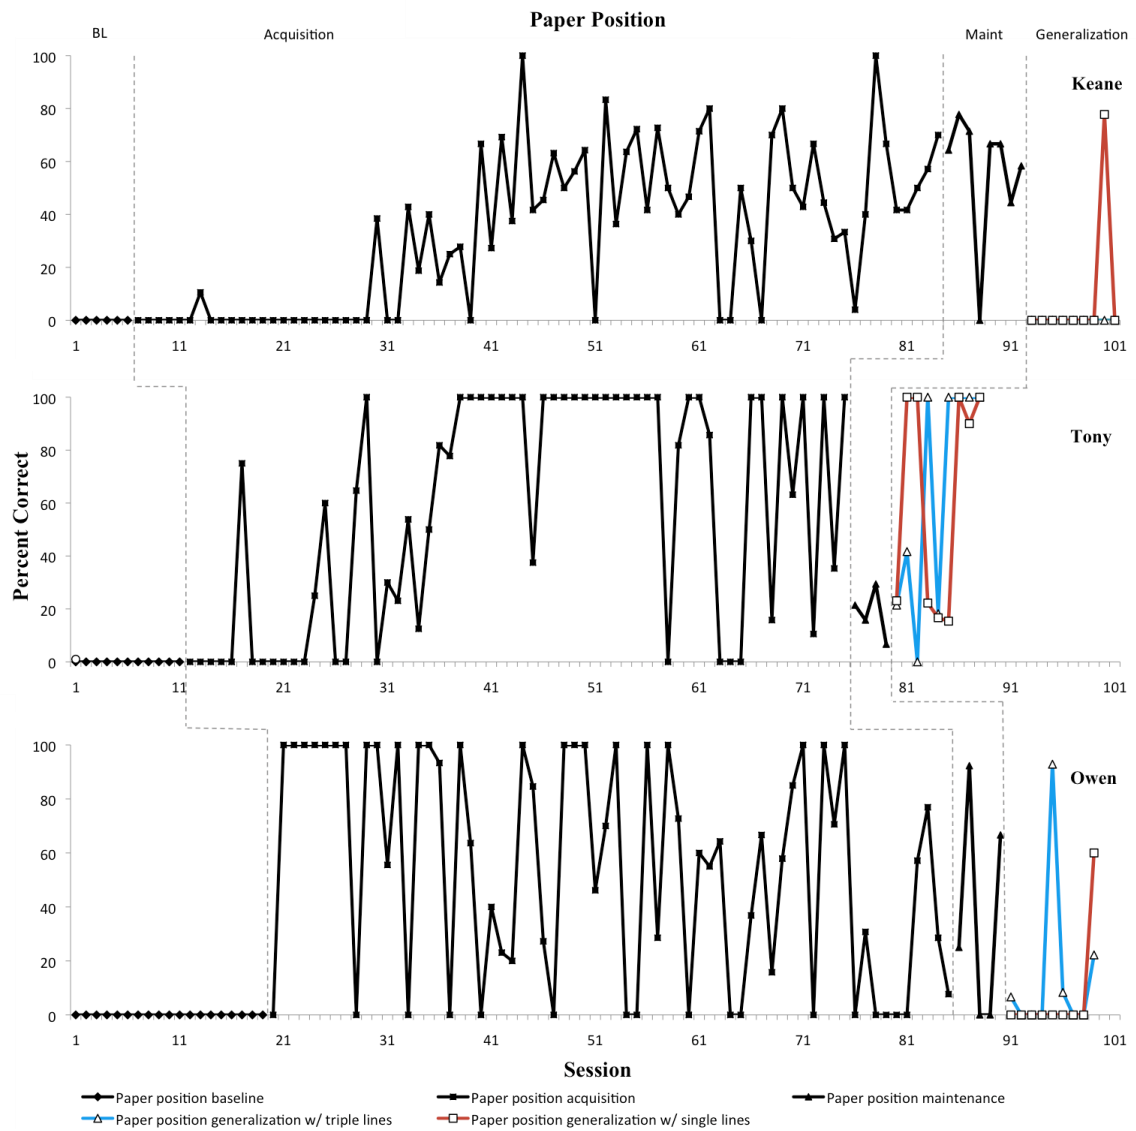 Paper Position
BL Acquisition Maint Generalization
Keane
100
80
60
40
20
0
1 11 21 31 41 51 61 71 81 91 101
Percent Correct
Tony
100
80
60
40
20
0
1 11 21 31 41 51 61 71 81 91 101
Owen
100
80
60
40
20
0
1 11 21 31 41 51 61 71 81 91 101
Session
Paper position baseline Paper position acquisition Paper position maintenance
Paper position generalization w/ triple lines Paper position generalization w/ single lines